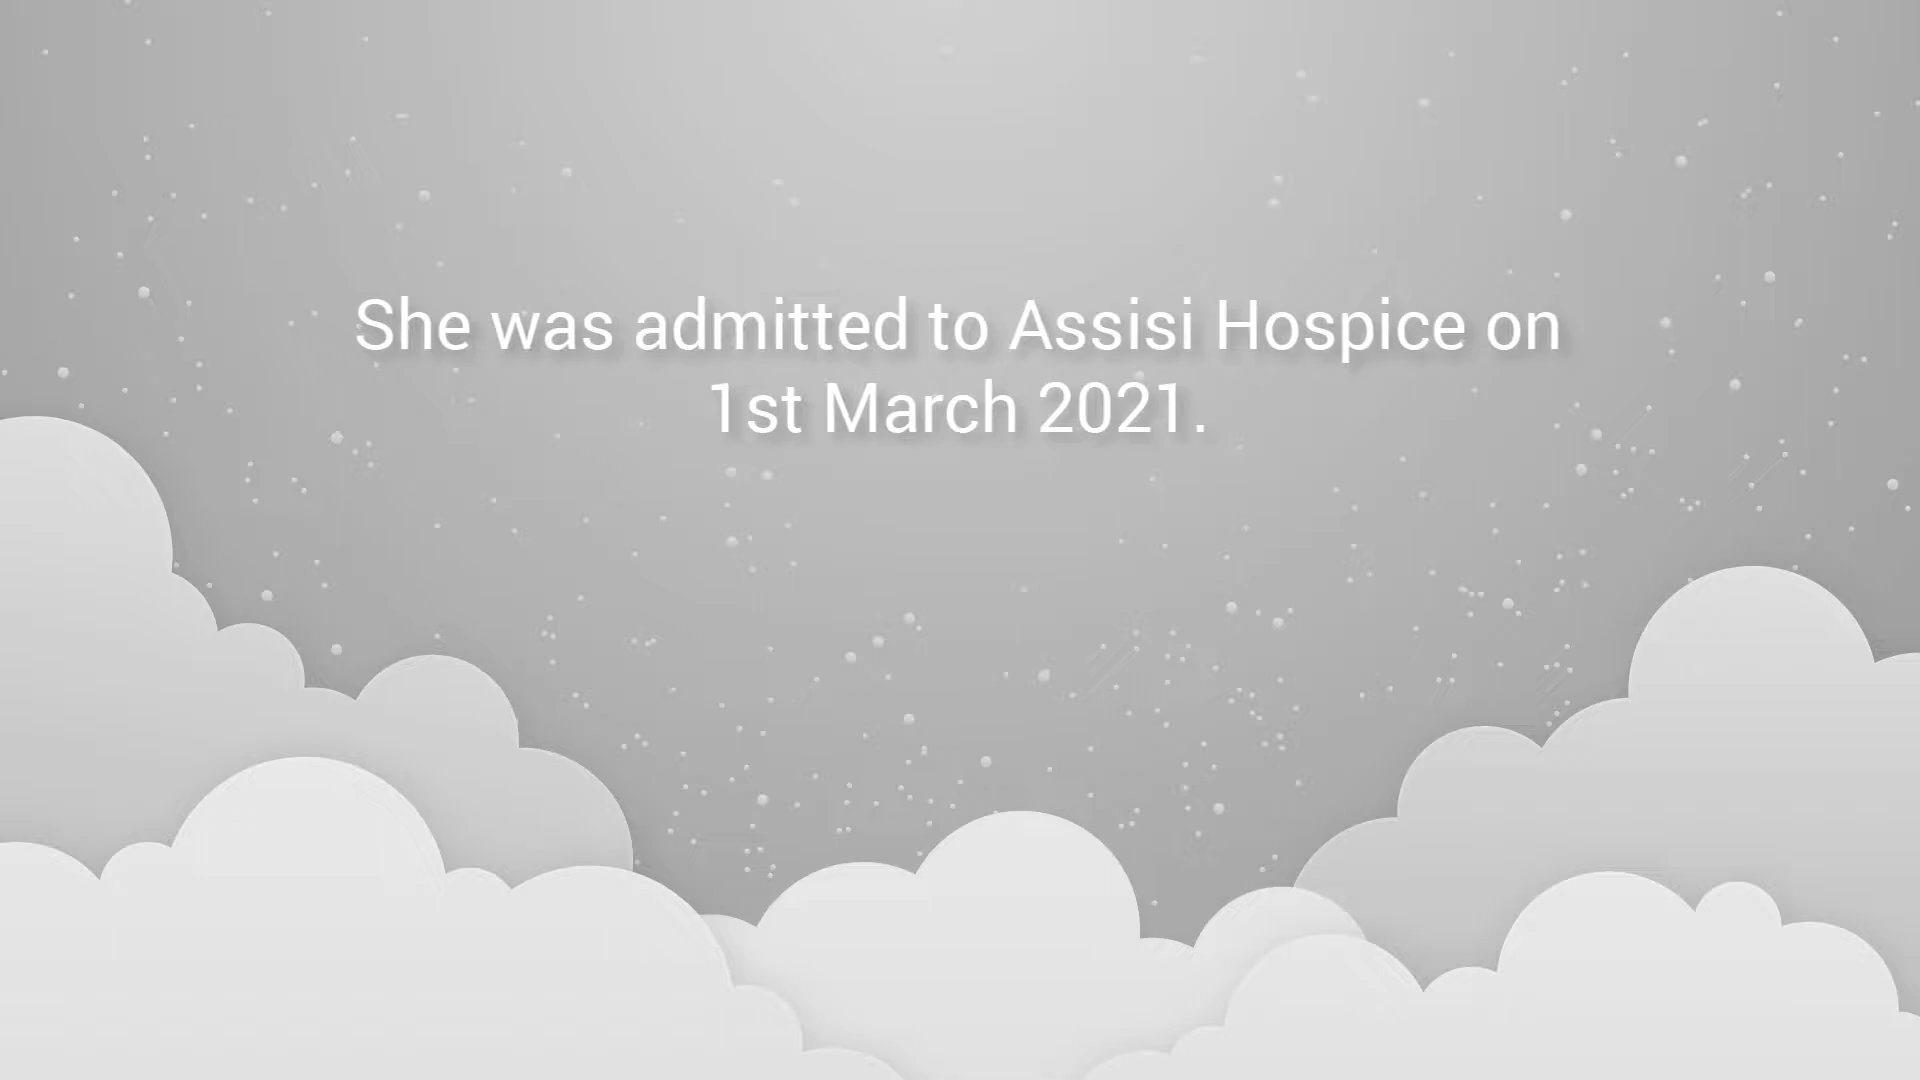 She was admitted to Assisi Hospice on
1st March 2021.